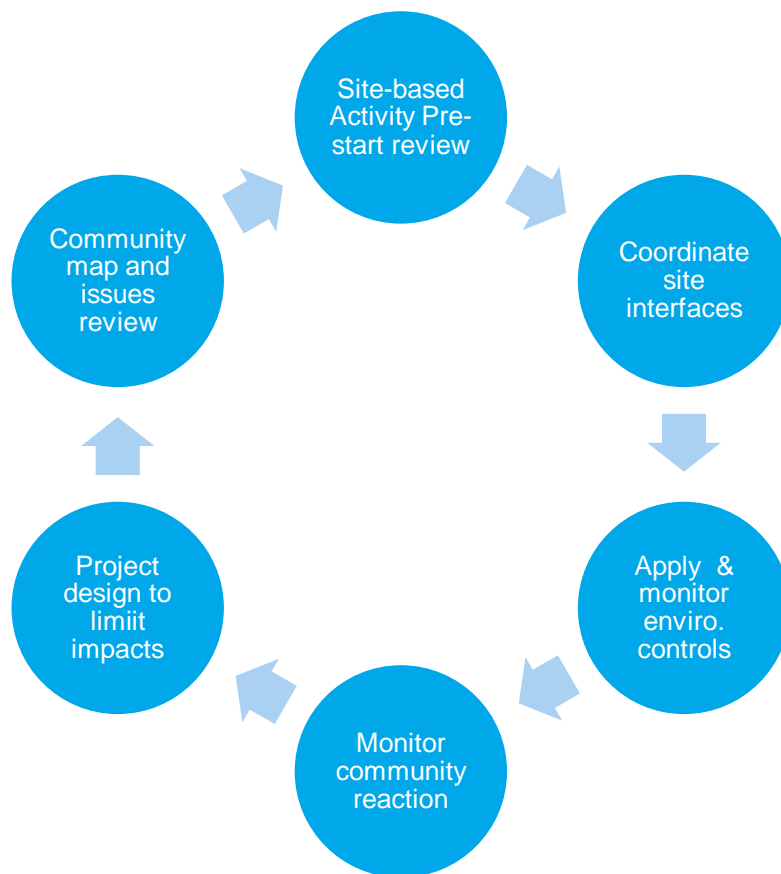 Site-based
Activity Pre-
start review
Coordinate
site
interfaces
Apply & 
monitor
enviro.
controls
Monitor
community
reaction
Project
design to
limiit
impacts
Community
map and
issues
review